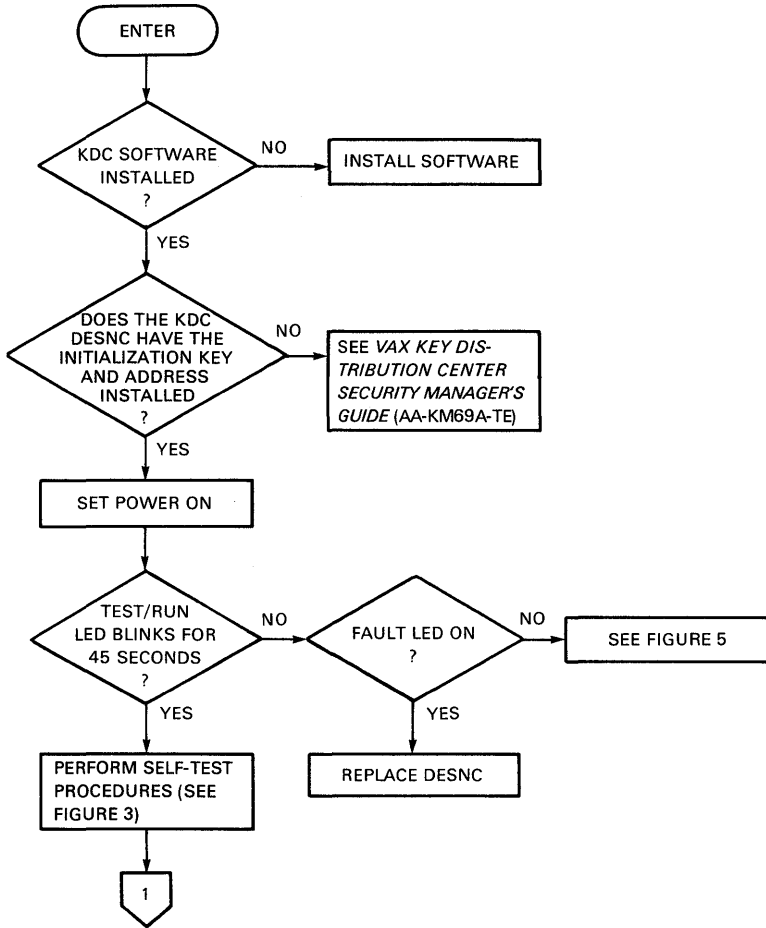 ENTER
KDC SOFTWARE
INSTALLED
?
NO
INSTALL SOFTWARE
YES
DOES THE KDC
DESNC HAVE THE
INITIALIZATION KEY
AND ADDRESS
INSTALLED
?
NO
SEE VAX KEY DIS-
TRIBUTION CENTER
SECURITY MANAGER'S
GUIDE (AA-KM69A-TE)
YES
SET POWER ON
TEST/RUN
LED BLINKS FOR
45 SECONDS
?
NO
FAULT LED ON
?
NO
SEE FIGURE 5
YES
YES
PERFORM SELF-TEST
PROCEDURES (SEE
FIGURE 3)
REPLACE DESNC
1